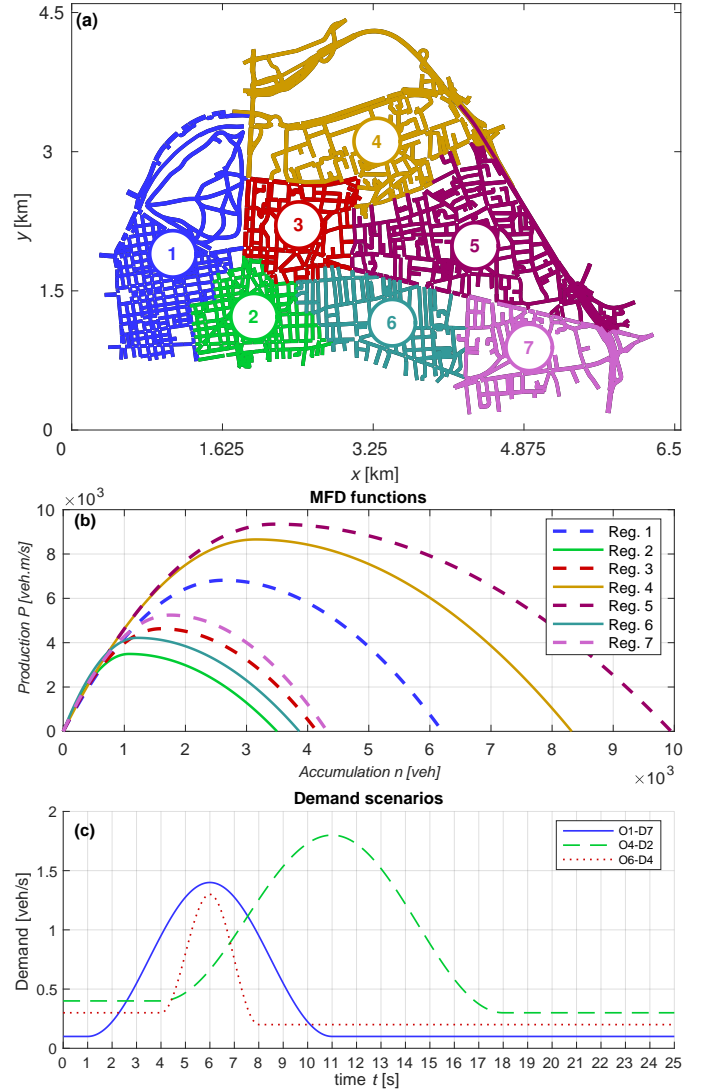 (a)
4.5
3
1.5
0
y [km]
1
2
3
4
5
6
7
0 1.625 3.25 4.875 6.5
x [km]
×10³
MFD functions
(b)
10
8
6
4
2
0
Production P [veh.m/s]
Reg. 1
Reg. 2
Reg. 3
Reg. 4
Reg. 5
Reg. 6
Reg. 7
0 1 2 3 4 5 6 7 8 9 10
Accumulation n [veh]
×10³
Demand scenarios
(c)
2
1.5
1
0.5
0
Demand [veh/s]
O1-D7
O4-D2
O6-D4
0 1 2 3 4 5 6 7 8 9 10 11 12 13 14 15 16 17 18 19 20 21 22 23 24 25
time t [s]